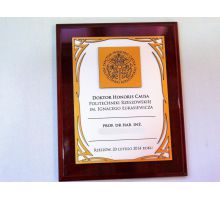 DOKTOR HONORIS CAUSA
POLITECHNIKI RZESZOWSKIEJ
IM. IGNACEGO ŁUKASIEWICZA
PROF. DR HAB. INŻ.
RZESZÓW, 20 LUTEGO 2014 ROKU